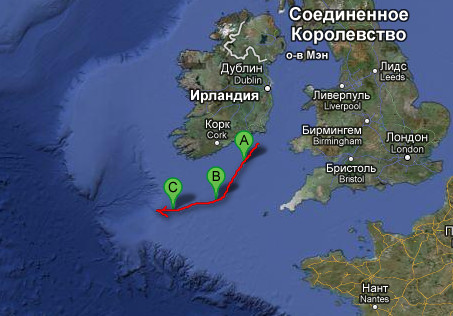 Соединенное
Королевство
о-в Мэн
Дублин
Dublin
Лидс
Leeds
Ирландия
Ливерпуль
Liverpool
Корк
Cork
Бирмингем
Birmingham
Лондон
London
Бристоль
Bristol
A
B
C
Нант
Nantes